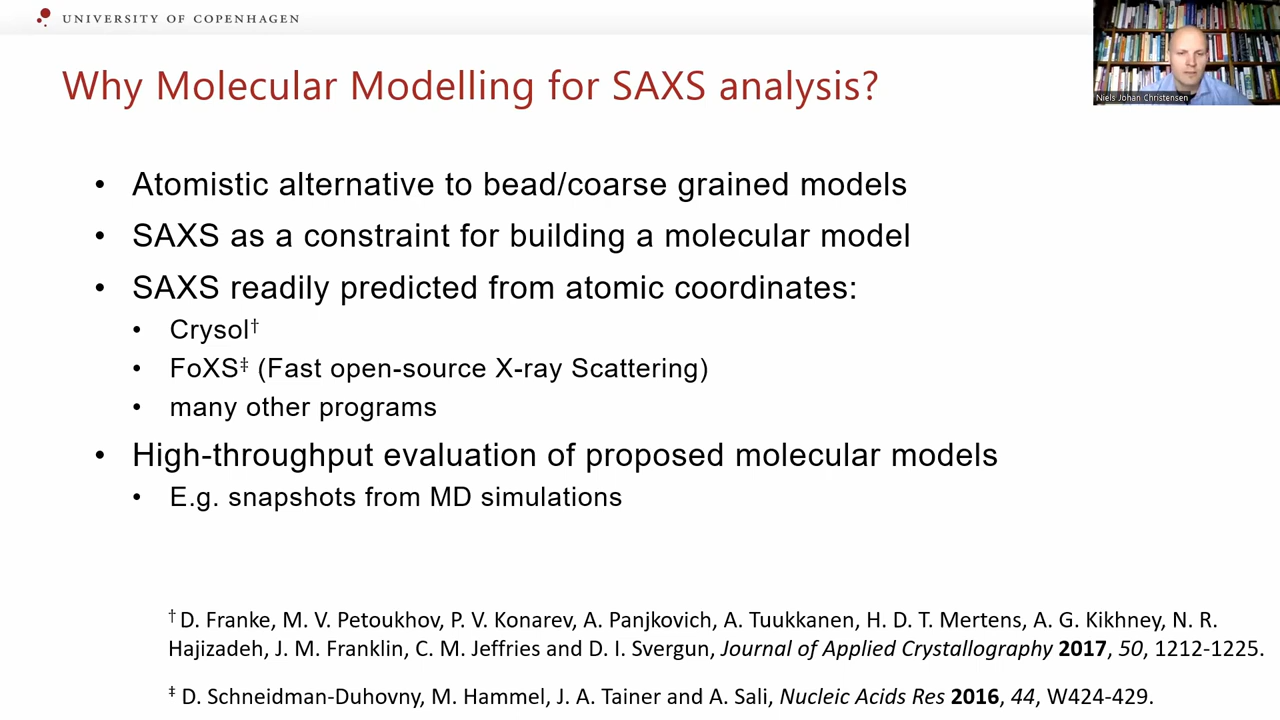 UNIVERSITY OF COPENHAGEN
Niels Johan Christensen
Why Molecular Modelling for SAXS analysis?
• Atomistic alternative to bead/coarse grained models
• SAXS as a constraint for building a molecular model
• SAXS readily predicted from atomic coordinates:
• Crysol†
• FoXS‡ (Fast open-source X-ray Scattering)
• many other programs
• High-throughput evaluation of proposed molecular models
• E.g. snapshots from MD simulations
† D. Franke, M. V. Petoukhov, P. V. Konarev, A. Panjkovich, A. Tuukkanen, H. D. T. Mertens, A. G. Kikhney, N. R.
Hajizadeh, J. M. Franklin, C. M. Jeffries and D. I. Svergun, Journal of Applied Crystallography 2017, 50, 1212-1225.
‡ D. Schneidman-Duhovny, M. Hammel, J. A. Tainer and A. Sali, Nucleic Acids Res 2016, 44, W424-429.